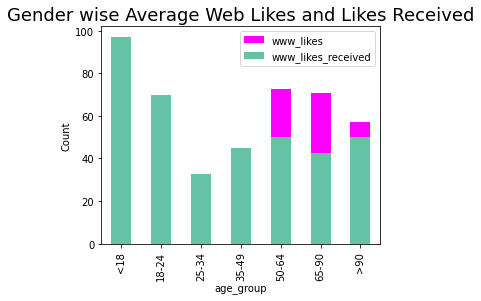 Gender wise Average Web Likes and Likes Received
www_likes
www_likes_received
100
80
60
40
20
0
Count
<18
18-24
25-34
35-49
50-64
65-90
>90
age_group